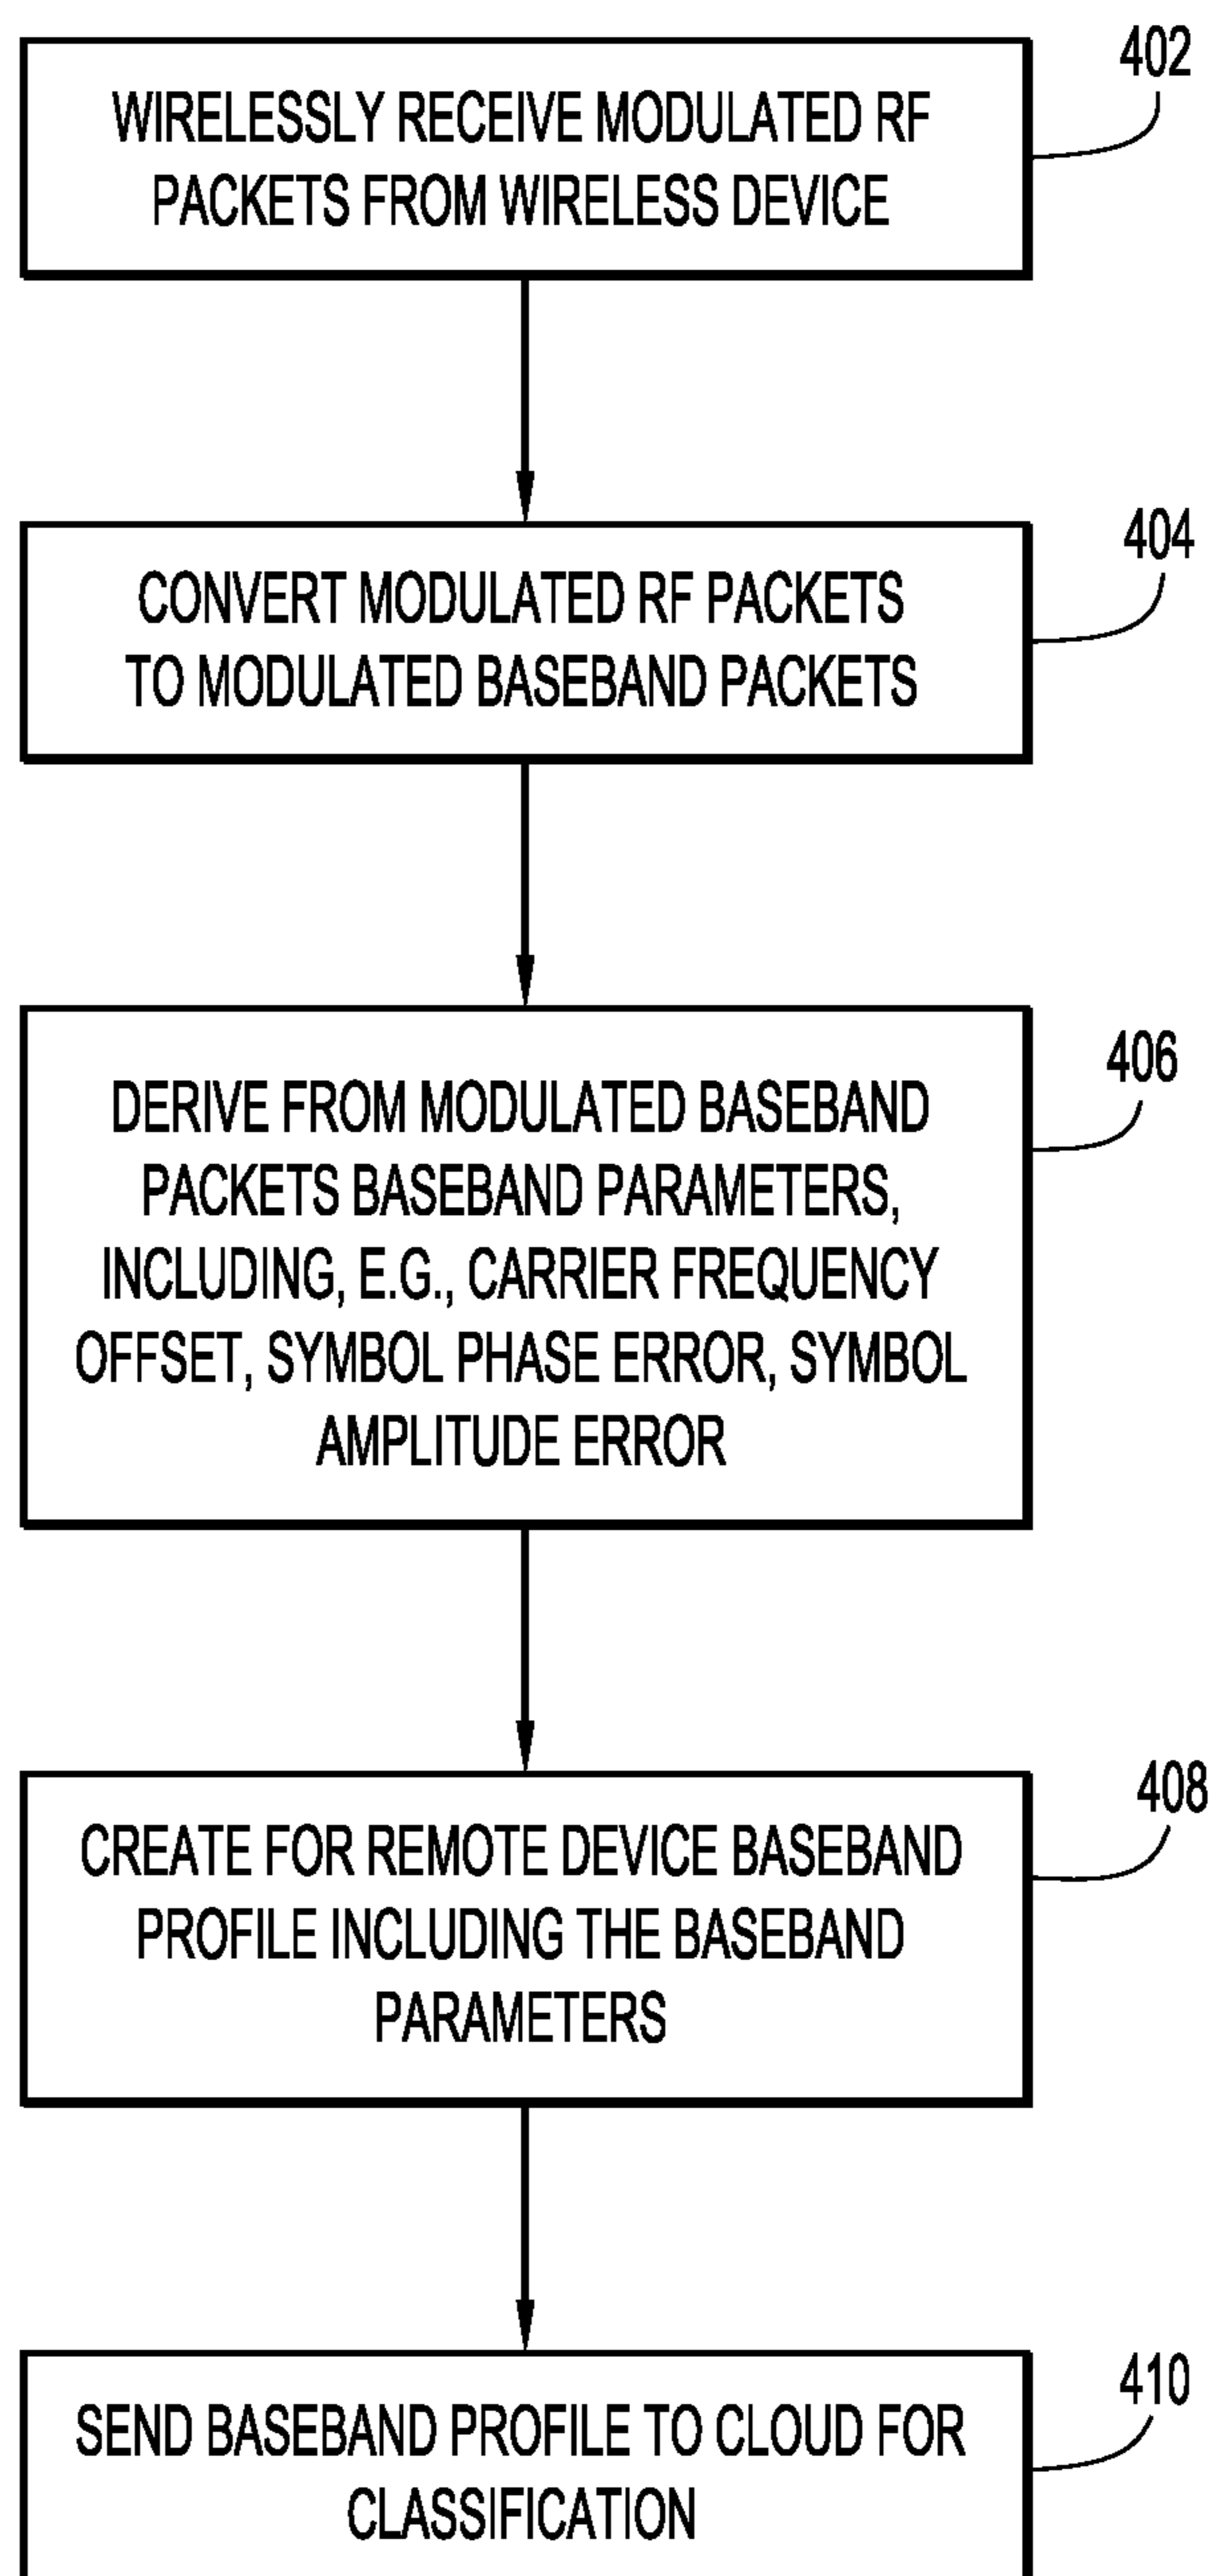 402
WIRELESSLY RECEIVE MODULATED RF
PACKETS FROM WIRELESS DEVICE
404
CONVERT MODULATED RF PACKETS
TO MODULATED BASEBAND PACKETS
406
DERIVE FROM MODULATED BASEBAND
PACKETS BASEBAND PARAMETERS,
INCLUDING, E.G., CARRIER FREQUENCY
OFFSET, SYMBOL PHASE ERROR, SYMBOL
AMPLITUDE ERROR
408
CREATE FOR REMOTE DEVICE BASEBAND
PROFILE INCLUDING THE BASEBAND
PARAMETERS
410
SEND BASEBAND PROFILE TO CLOUD FOR
CLASSIFICATION